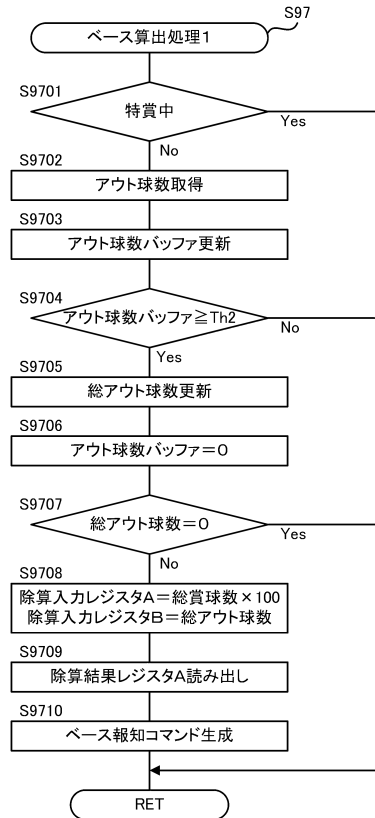 S97
ベース算出処理1
S9701
特賞中
Yes
No
S9702
アウト球数取得
S9703
アウト球数バッファ更新
S9704
アウト球数バッファ≧Th2
No
Yes
S9705
総アウト球数更新
S9706
アウト球数バッファ=0
S9707
総アウト球数=0
Yes
No
S9708
除算入力レジスタA=総賞球数×100
除算入力レジスタB=総アウト球数
S9709
除算結果レジスタA読み出し
S9710
ベース報知コマンド生成
RET